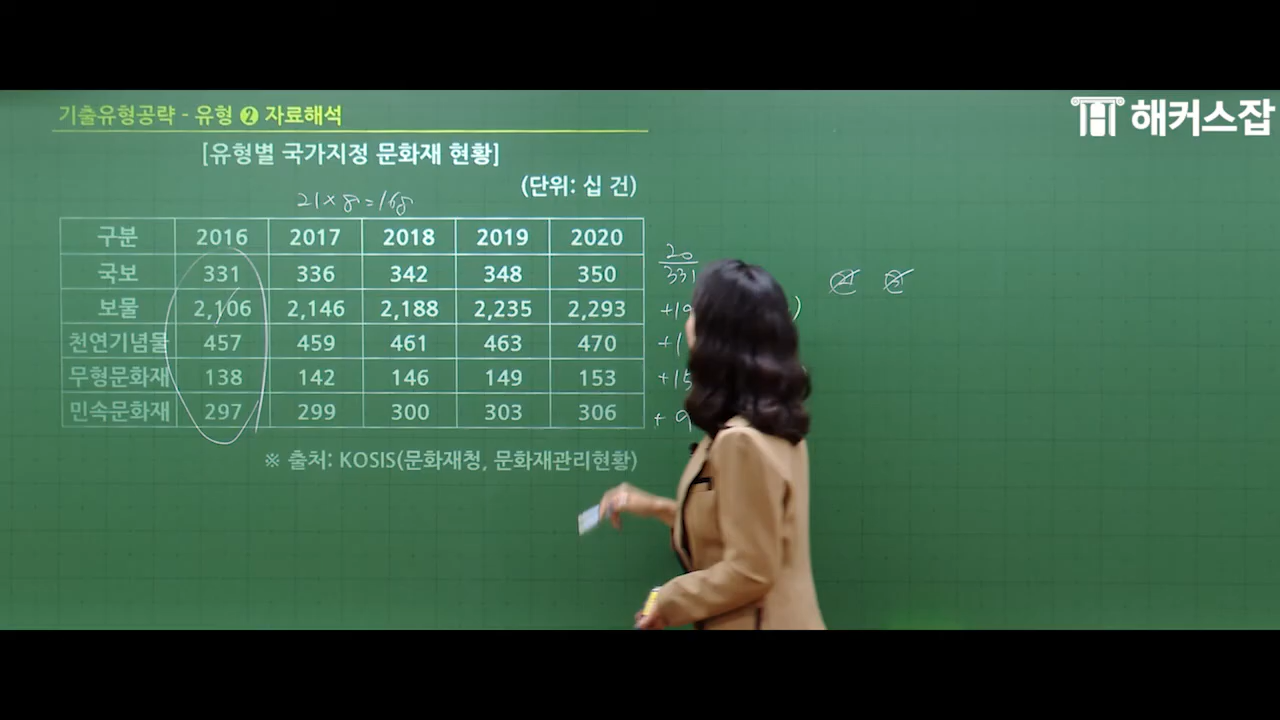 기출유형공략 - 유형 ❷ 자료해석
해커스잡
[유형별 국가지정 문화재 현황]
(단위: 십 건)
21×8=168
구분 2016 2017 2018 2019 2020
국보 331 336 342 348 350
보물 2,106 2,146 2,188 2,235 2,293
천연기념물 457 459 461 463 470
무형문화재 138 142 146 149 153
민속문화재 297 299 300 303 306
20
331
+1
+15
+9
※ 출처: KOSIS(문화재청, 문화재관리현황)